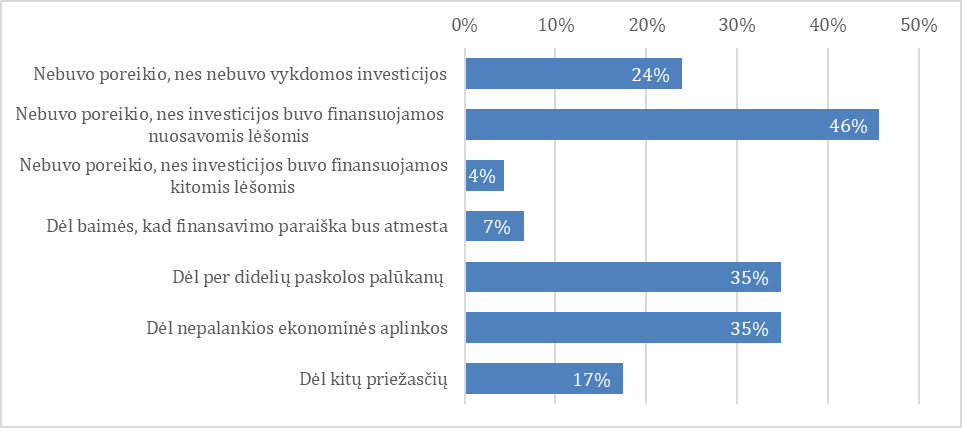 0% 10% 20% 30% 40% 50%
Nebuvo poreikio, nes nebuvo vykdomos investicijos 24%
Nebuvo poreikio, nes investicijos buvo finansuojamos
nuosavomis lėšomis 46%
Nebuvo poreikio, nes investicijos buvo finansuojamos
kitomis lėšomis 4%
Dėl baimės, kad finansavimo paraiška bus atmesta 7%
Dėl per didelių paskolos palūkanų 35%
Dėl nepalankios ekonominės aplinkos 35%
Dėl kitų priežasčių 17%